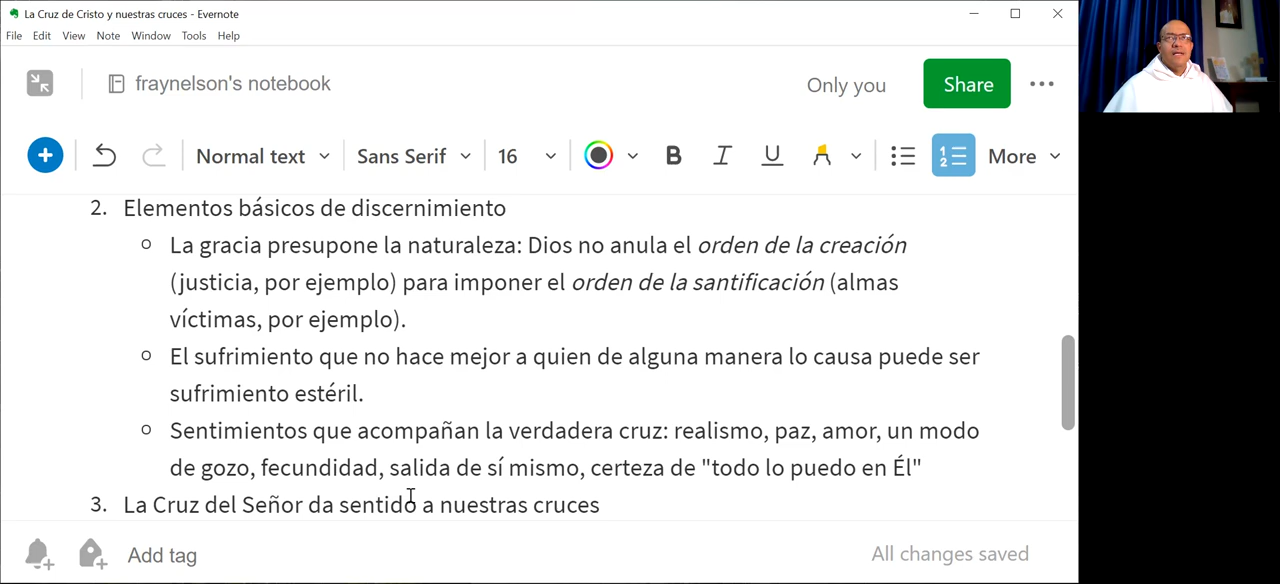 La Cruz de Cristo y nuestras cruces - Evernote
File Edit View Note Window Tools Help
fraynelson's notebook
Only you
Share
Normal text
Sans Serif
16
B I U
More
2. Elementos básicos de discernimiento
La gracia presupone la naturaleza: Dios no anula el orden de la creación
(justicia, por ejemplo) para imponer el orden de la santificación (almas
víctimas, por ejemplo).
El sufrimiento que no hace mejor a quien de alguna manera lo causa puede ser
sufrimiento estéril.
Sentimientos que acompañan la verdadera cruz: realismo, paz, amor, un modo
de gozo, fecundidad, salida de sí mismo, certeza de "todo lo puedo en Él"
3. La Cruz del Señor da sentido a nuestras cruces
Add tag
All changes saved